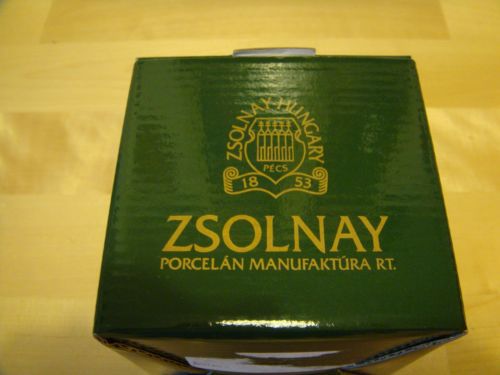 ZSOLNAY HUNGARY
PÉCS
18 53
ZSOLNAY
PORCELÁN MANUFAKTÚRA RT.